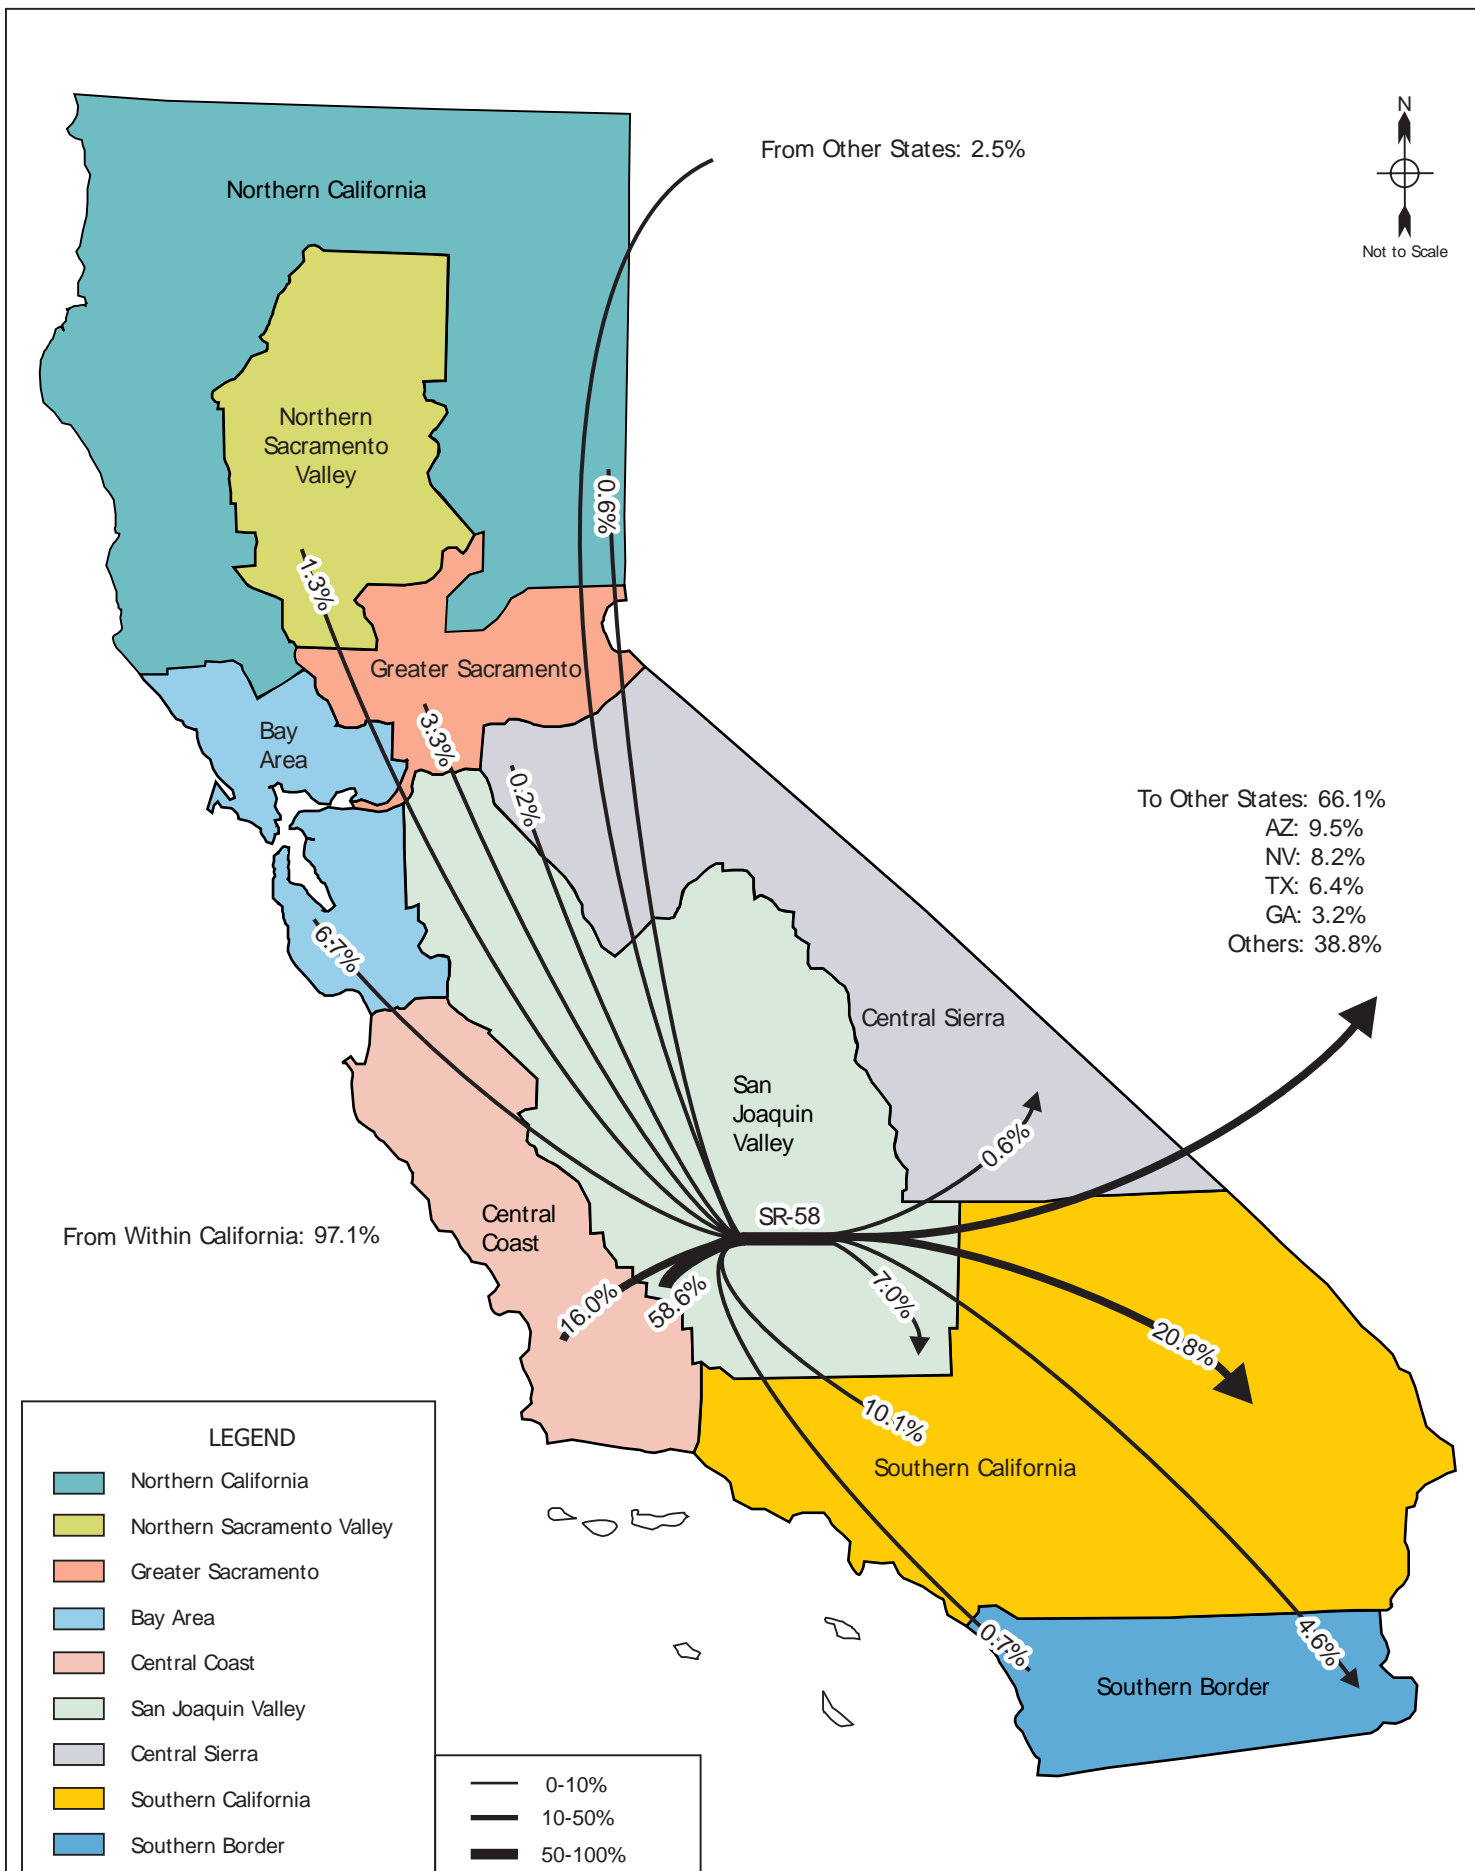 N
Not to Scale
From Other States: 2.5%
Northern California
Northern
Sacramento
Valley
0.6%
1.3%
Greater Sacramento
3.3%
Bay
Area
0.2%
To Other States: 66.1%
AZ: 9.5%
NV: 8.2%
TX: 6.4%
GA: 3.2%
Others: 38.8%
6.7%
Central Sierra
San
Joaquin
Valley
0.6%
SR-58
Central
Coast
From Within California: 97.1%
16.0%
58.6%
7.0%
20.8%
10.1%
Southern California
0.7%
4.6%
Southern Border
LEGEND
Northern California
Northern Sacramento Valley
Greater Sacramento
Bay Area
Central Coast
San Joaquin Valley
Central Sierra
Southern California
Southern Border
0-10%
10-50%
50-100%